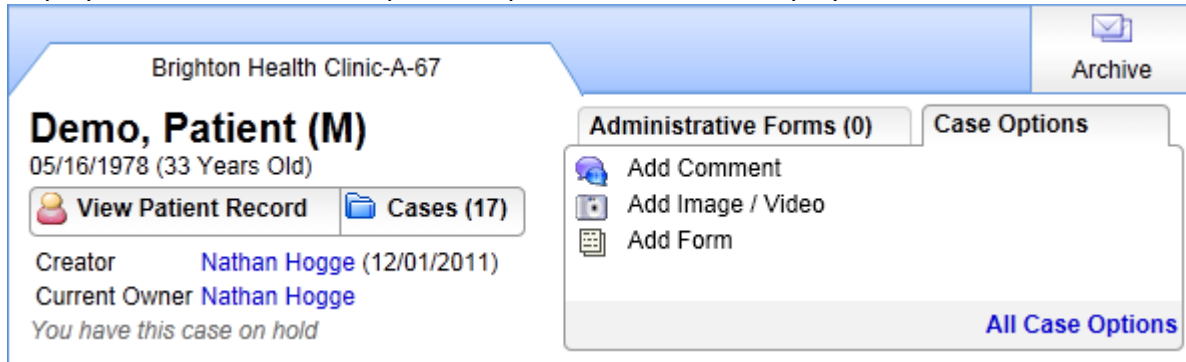 Brighton Health Clinic-A-67
Archive
Demo, Patient (M)
05/16/1978 (33 Years Old)
View Patient Record
Cases (17)
Creator Nathan Hogge (12/01/2011)
Current Owner Nathan Hogge
You have this case on hold
Administrative Forms (0)
Case Options
Add Comment
Add Image / Video
Add Form
All Case Options